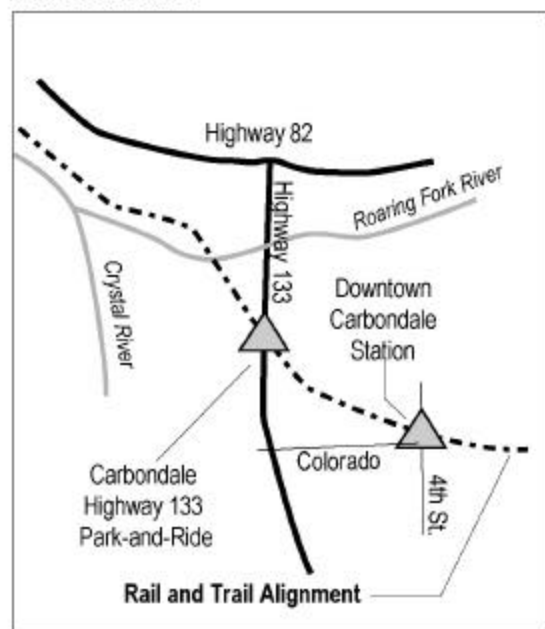 Highway 82
Highway 133
Roaring Fork River
Crystal River
Downtown
Carbondale
Station
Colorado
4th St.
Carbondale
Highway 133
Park-and-Ride
Rail and Trail Alignment